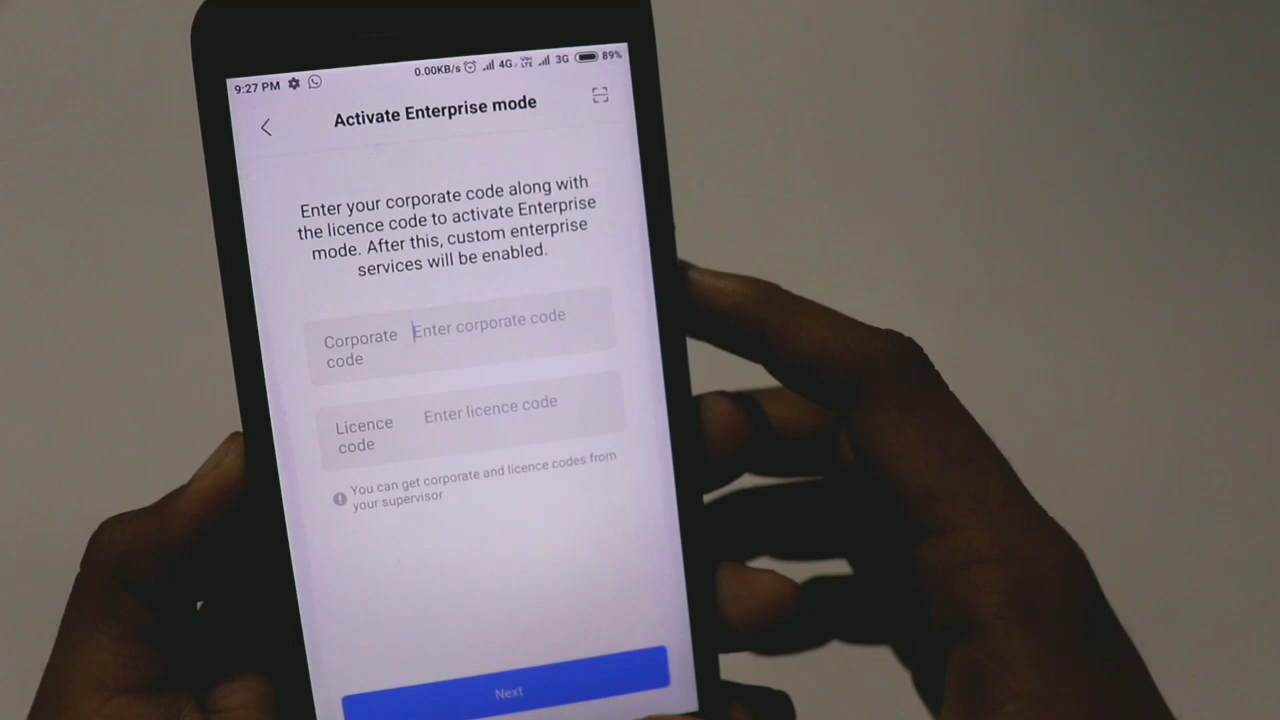 9:27 PM 0.00KB/s 4G VoLTE 3G 89%
Activate Enterprise mode
Enter your corporate code along with
the licence code to activate Enterprise
mode. After this, custom enterprise
services will be enabled.
Corporate
code
Enter corporate code
Licence
code
Enter licence code
You can get corporate and licence codes from
your supervisor
Next